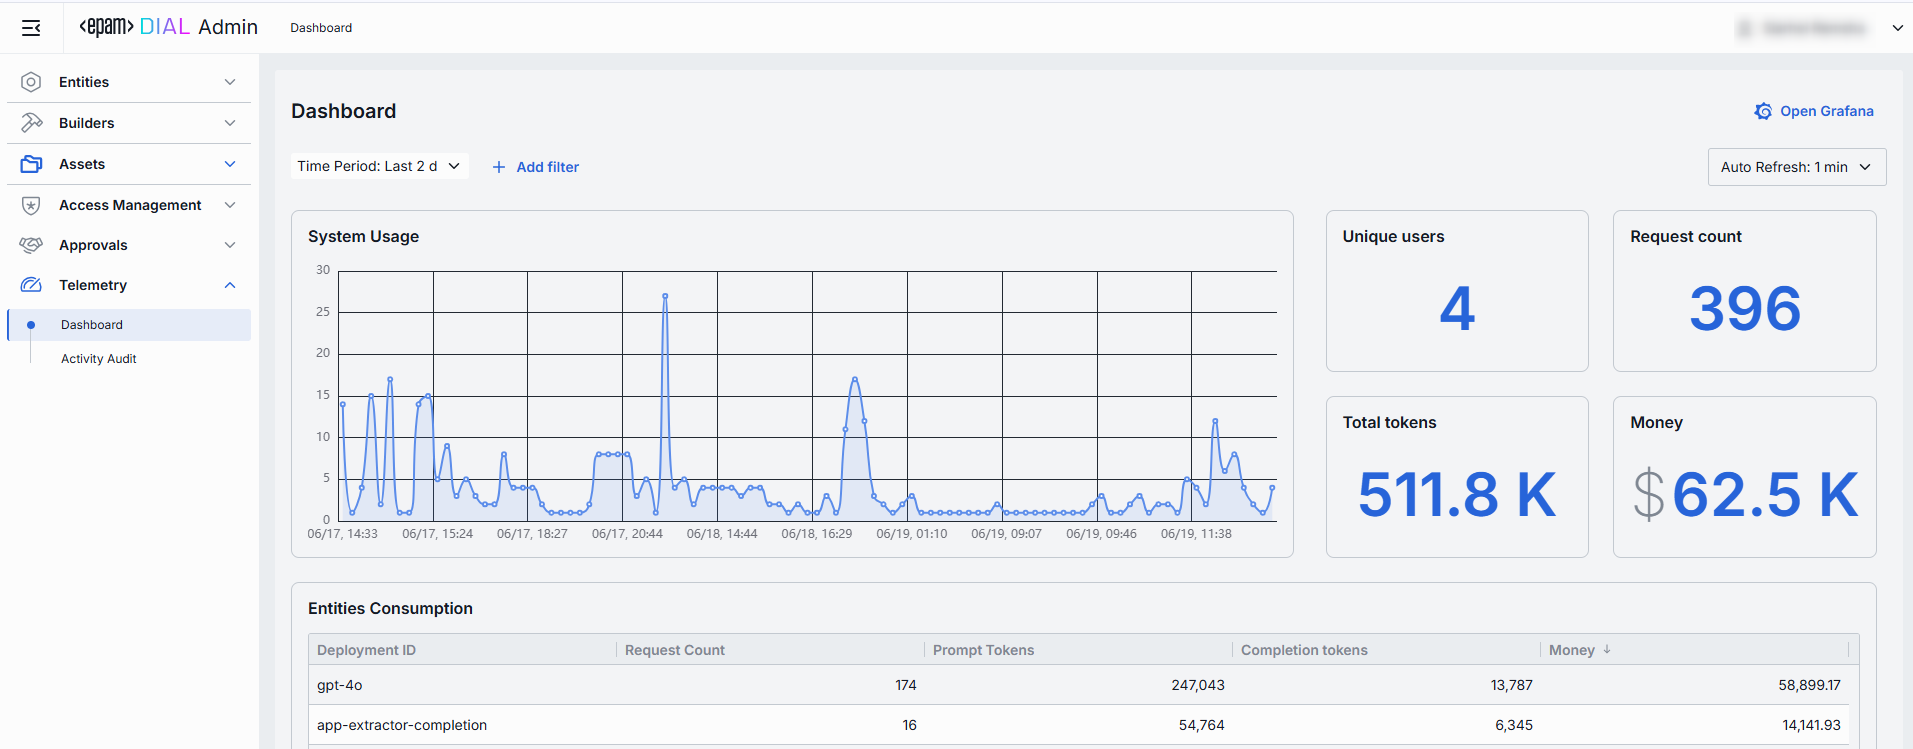 <epam> DIAL Admin
Dashboard
Entities
Builders
Assets
Access Management
Approvals
Telemetry
Dashboard
Activity Audit
Dashboard
Open Grafana
Time Period: Last 2 d
Add filter
Auto Refresh: 1 min
System Usage
30
25
20
15
10
5
0
06/17, 14:33 06/17, 15:24 06/17, 18:27 06/17, 20:44 06/18, 14:44 06/18, 16:29 06/19, 01:10 06/19, 09:07 06/19, 09:46 06/19, 11:38
Unique users
4
Request count
396
Total tokens
511.8 K
Money
$62.5 K
Entities Consumption
Deployment ID Request Count Prompt Tokens Completion tokens Money
gpt-4o 174 247,043 13,787 58,899.17
app-extractor-completion 16 54,764 6,345 14,141.93